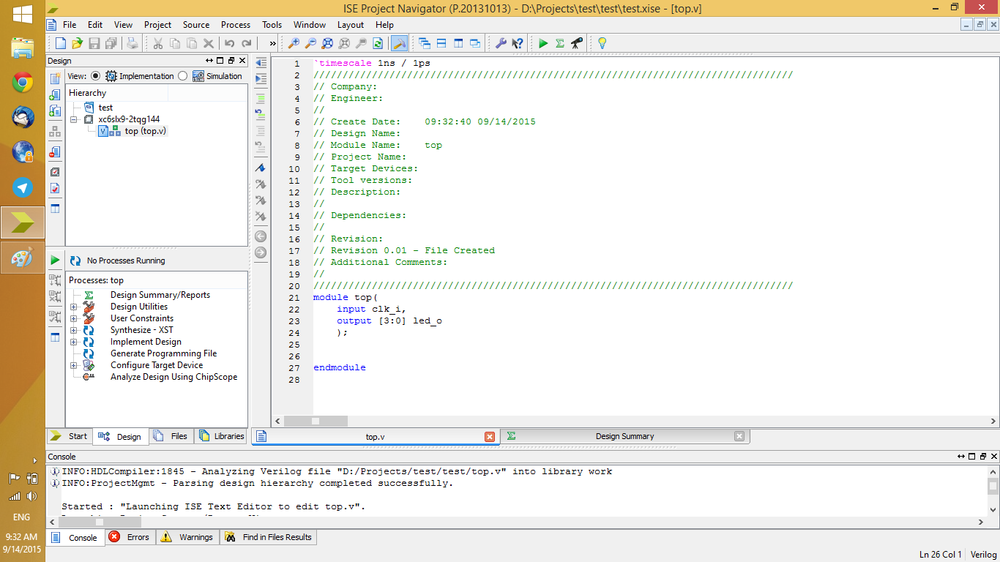 ISE Project Navigator (P.20131013) - D:\Projects\test\test\test.xise - [top.v]
File Edit View Project Source Process Tools Window Layout Help
»
Design
View: Implementation Simulation
Hierarchy
test
xc6slx9-2tqg144
top (top.v)
No Processes Running
Processes: top
Design Summary/Reports
Design Utilities
User Constraints
Synthesize - XST
Implement Design
Generate Programming File
Configure Target Device
Analyze Design Using ChipScope
Start Design Files Libraries
1 `timescale 1ns / 1ps
2 //////////////////////////////////////////////////////////////////////////////////
3 // Company:
4 // Engineer:
5 //
6 // Create Date:    09:32:40 09/14/2015
7 // Design Name:
8 // Module Name:    top
9 // Project Name:
10 // Target Devices:
11 // Tool versions:
12 // Description:
13 //
14 // Dependencies:
15 //
16 // Revision:
17 // Revision 0.01 - File Created
18 // Additional Comments:
19 //
20 //////////////////////////////////////////////////////////////////////////////////
21 module top(
22     input clk_i,
23     output [3:0] led_o
24     );
25
26
27 endmodule
28
top.v Design Summary
Console
INFO:HDLCompiler:1845 - Analyzing Verilog file "D:/Projects/test/test/top.v" into library work
INFO:ProjectMgmt - Parsing design hierarchy completed successfully.
Started : "Launching ISE Text Editor to edit top.v".
Console Errors Warnings Find in Files Results
Ln 26 Col 1 Verilog
ENG
9:32 AM
9/14/2015